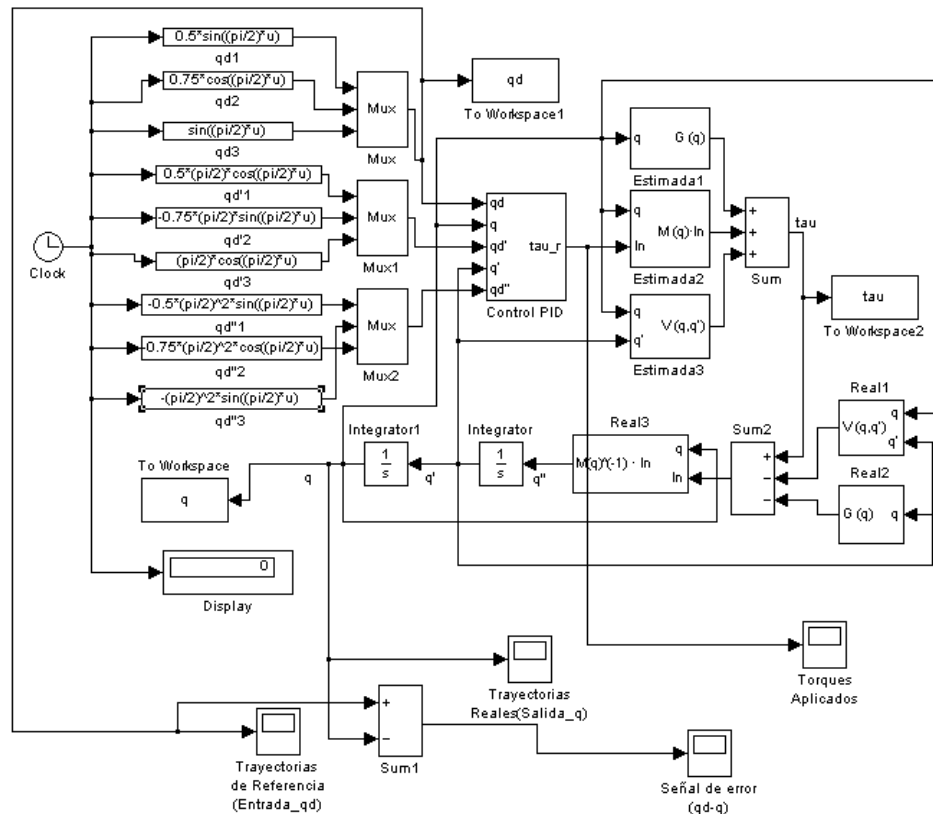 0.5*sin((pi/2)*u)
qd1
0.75*cos((pi/2)*u)
qd2
sin((pi/2)*u)
qd3
Mux
Mux
0.5*(pi/2)*cos((pi/2)*u)
qd'1
-0.75*(pi/2)*sin((pi/2)*u)
qd'2
(pi/2)*cos((pi/2)*u)
qd'3
Mux
Mux1
-0.5*(pi/2)^2*sin((pi/2)*u)
qd''1
0.75*(pi/2)^2*cos((pi/2)*u)
qd''2
-(pi/2)^2*sin((pi/2)*u)
qd''3
Mux
Mux2
Clock
qd
To Workspace1
qd
q
qd'
q'
qd''
tau_r
Control PID
q
G (q)
Estimada1
q
In
M (q)·In
Estimada2
q
q'
V (q,q')
Estimada3
+
+
+
Sum
tau
tau
To Workspace2
Real1
V(q,q')
q
q'
Real2
G (q)
q
Sum2
+
−
−
Real3
M(q)^(-1) · In
q
In
Integrator
1
s
q''
Integrator1
1
s
q'
q
To Workspace
q
0
Display
Trayectorias
Reales(Salida_q)
Torques
Aplicados
+
−
Sum1
Trayectorias
de Referencia
(Entrada_qd)
Señal de error
(qd-q)